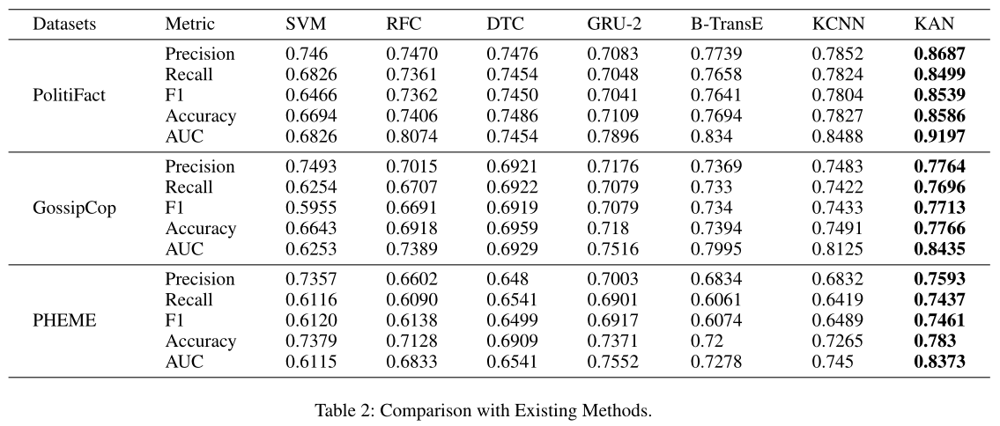 Datasets Metric SVM RFC DTC GRU-2 B-TransE KCNN KAN
Precision 0.746 0.7470 0.7476 0.7083 0.7739 0.7852 0.8687
Recall 0.6826 0.7361 0.7454 0.7048 0.7658 0.7824 0.8499
PolitiFact F1 0.6466 0.7362 0.7450 0.7041 0.7641 0.7804 0.8539
Accuracy 0.6694 0.7406 0.7486 0.7109 0.7694 0.7827 0.8586
AUC 0.6826 0.8074 0.7454 0.7896 0.834 0.8488 0.9197
Precision 0.7493 0.7015 0.6921 0.7176 0.7369 0.7483 0.7764
Recall 0.6254 0.6707 0.6922 0.7079 0.733 0.7422 0.7696
GossipCop F1 0.5955 0.6691 0.6919 0.7079 0.734 0.7433 0.7713
Accuracy 0.6643 0.6918 0.6959 0.718 0.7394 0.7491 0.7766
AUC 0.6253 0.7389 0.6929 0.7516 0.7995 0.8125 0.8435
Precision 0.7357 0.6602 0.648 0.7003 0.6834 0.6832 0.7593
Recall 0.6116 0.6090 0.6541 0.6901 0.6061 0.6419 0.7437
PHEME F1 0.6120 0.6138 0.6499 0.6917 0.6074 0.6489 0.7461
Accuracy 0.7379 0.7128 0.6909 0.7371 0.72 0.7265 0.783
AUC 0.6115 0.6833 0.6541 0.7552 0.7278 0.745 0.8373
Table 2: Comparison with Existing Methods.